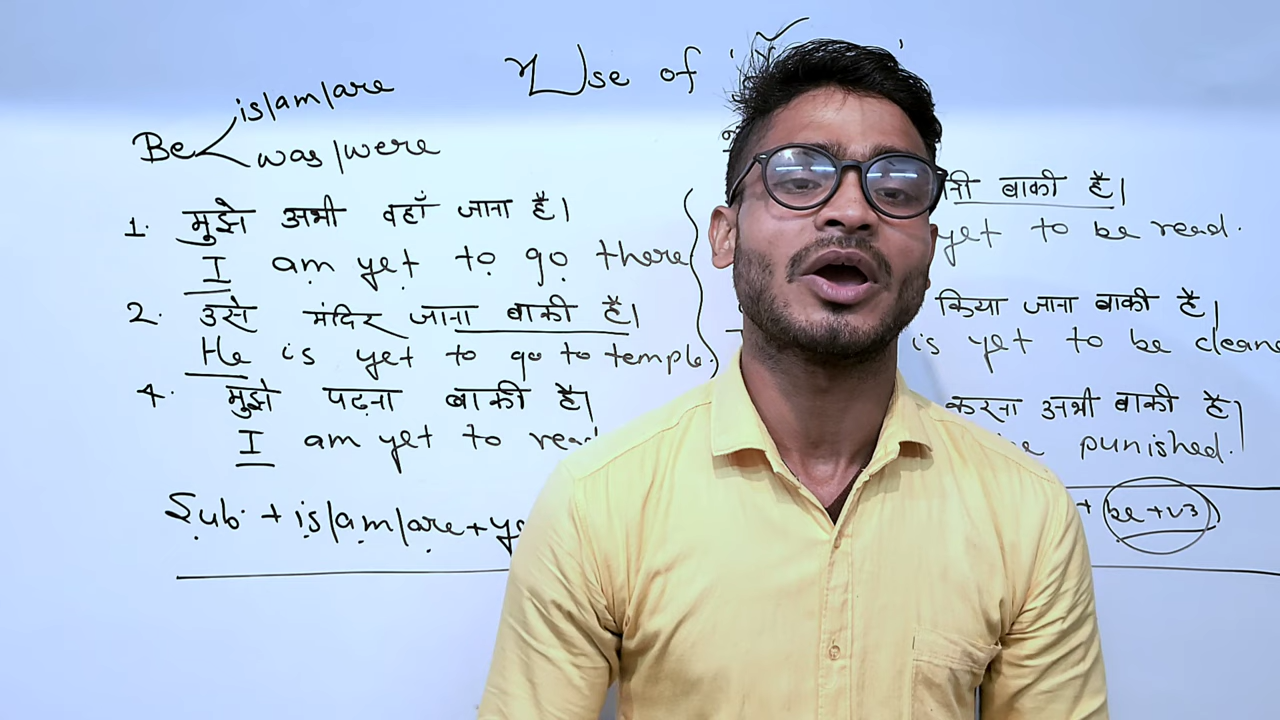 Use of '
Be is/am/are
was/were
1. मुझे अभी वहाँ जाना है।
I am yet to go there
2. उसे मंदिर जाना बाकी है।
He is yet to go to temple.
4. मुझे पढ़ना बाकी है।
I am yet to read
Sub + is/am/are + ye
बाकी है।
yet to be read.
किया जाना बाकी है।
is yet to be cleane
करना अभी बाकी है।
punished.
+ be + v3